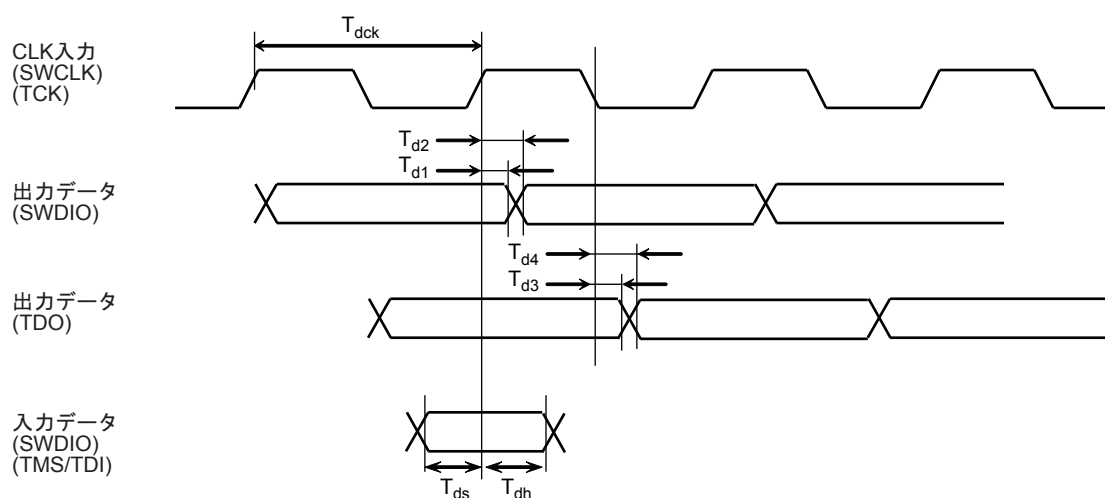 T_dck
CLK入力
(SWCLK)
(TCK)
T_d2
T_d1
出力データ
(SWDIO)
T_d4
T_d3
出力データ
(TDO)
入力データ
(SWDIO)
(TMS/TDI)
T_ds T_dh